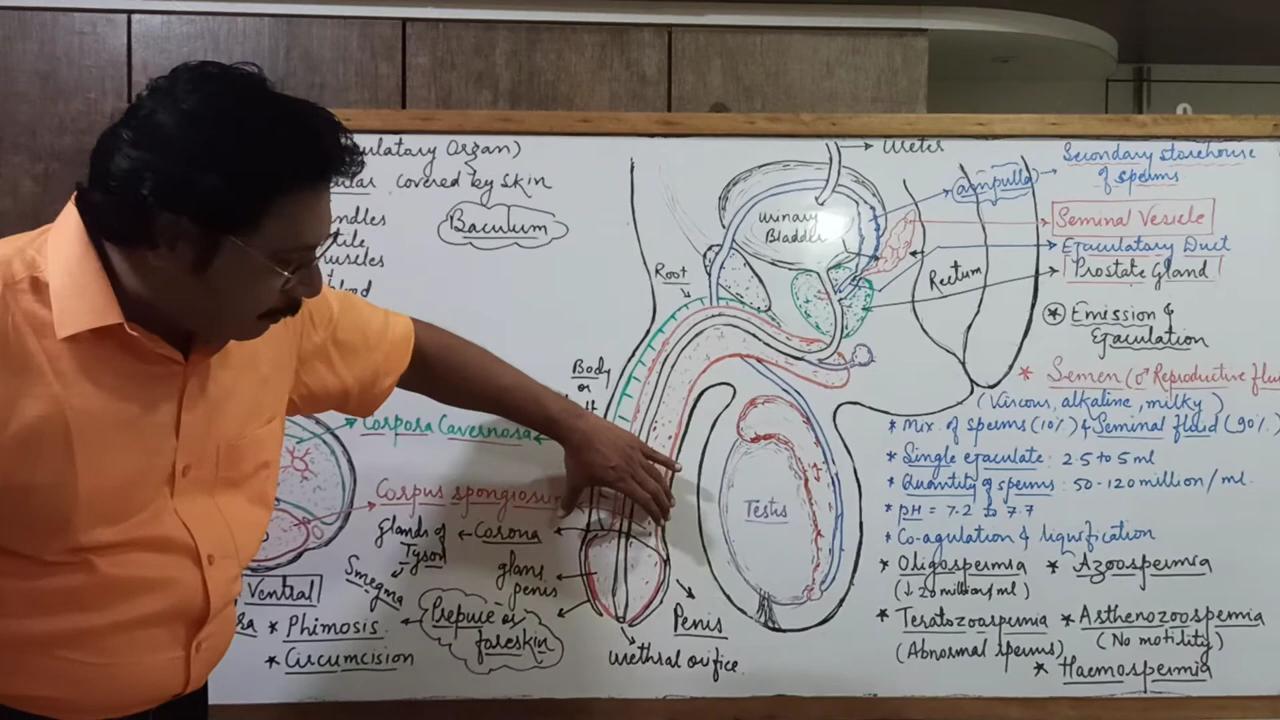 culatary Organ)
ular covered by Skin
Baculum
andles
tile
uscles
blood
Root
Body
or
Corpora Cavernosa
Corpus spongiosum
Glands of
Tyson
Corona
Smegma
glans
penis
Ventral
Prepuce or
foreskin
* Phimosis
* Circumcision
Penis
urethral orifice
Urinary
Bladder
Rectum
Testis
Ureter
ampulla
Secondary storehouse
of sperms
Seminal Vesicle
Ejaculatory Duct
Prostate Gland
* Emission &
Ejaculation
* Semen (♂ Reproductive flu
(Viscous, alkaline, milky)
* Mix. of sperms (10%) & Seminal fluid (90%.
* Single ejaculate : 2.5 to 5 ml
* Quantity of sperms : 50-120 million/ml.
* pH = 7.2 to 7.7
* Co-agulation & liquification
* Oligospermia
(↓ 20 million/ml)
* Azoospermia
* Teratozoospermia
(Abnormal sperms)
* Asthenozoospermia
(No motility)
* Haemospermia